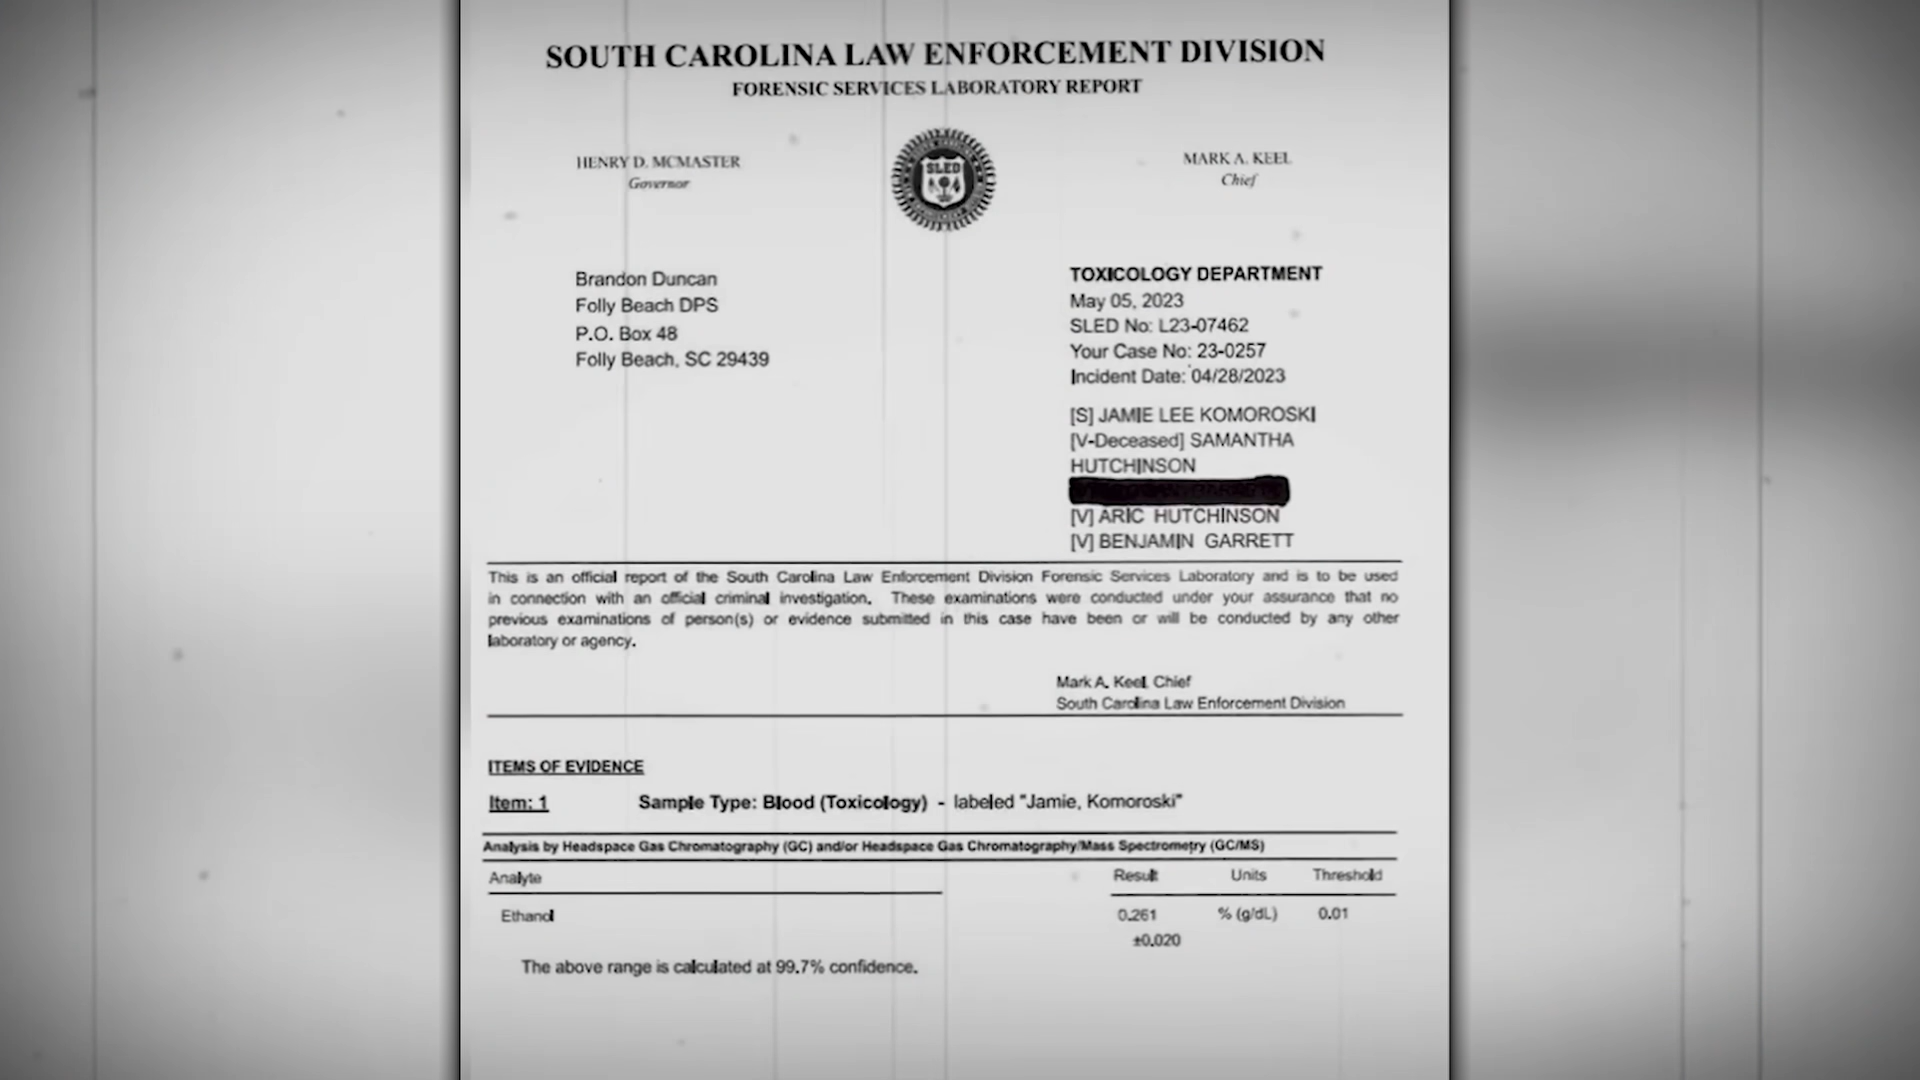 SOUTH CAROLINA LAW ENFORCEMENT DIVISION
FORENSIC SERVICES LABORATORY REPORT
HENRY D. MCMASTER
Governor
SLED
MARK A. KEEL
Chief
Brandon Duncan
Folly Beach DPS
P.O. Box 48
Folly Beach, SC 29439
TOXICOLOGY DEPARTMENT
May 05, 2023
SLED No: L23-07462
Your Case No: 23-0257
Incident Date: 04/28/2023
[S] JAMIE LEE KOMOROSKI
[V-Deceased] SAMANTHA
HUTCHINSON
[V] ARIC HUTCHINSON
[V] BENJAMIN GARRETT
This is an official report of the South Carolina Law Enforcement Division Forensic Services Laboratory and is to be used
in connection with an official criminal investigation. These examinations were conducted under your assurance that no
previous examinations of person(s) or evidence submitted in this case have been or will be conducted by any other
laboratory or agency.
Mark A. Keel, Chief
South Carolina Law Enforcement Division
ITEMS OF EVIDENCE
Item: 1 Sample Type: Blood (Toxicology) - labeled "Jamie, Komoroski"
Analysis by Headspace Gas Chromatography (GC) and/or Headspace Gas Chromatography/Mass Spectrometry (GC/MS)
Analyte Result Units Threshold
Ethanol 0.261 % (g/dL) 0.01
±0.020
The above range is calculated at 99.7% confidence.